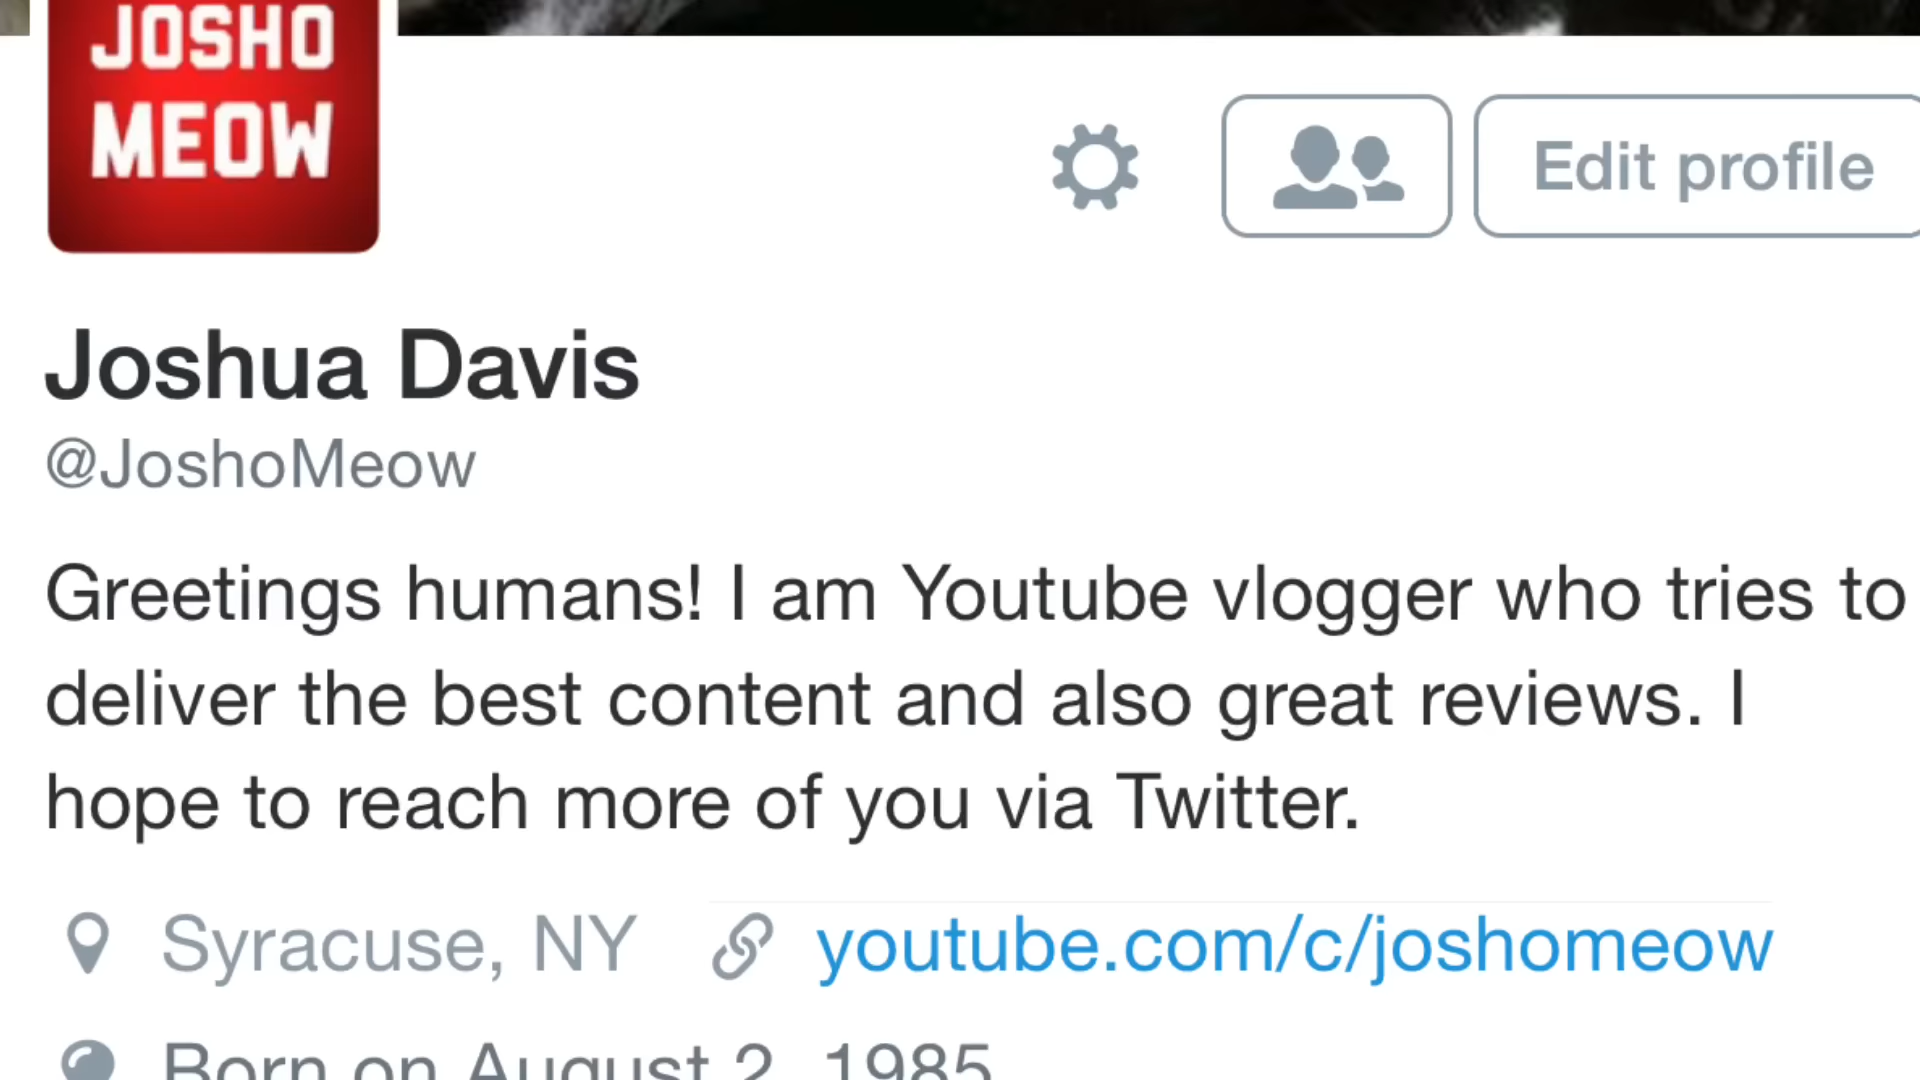 JOSHO
MEOW
Edit profile
Joshua Davis
@JoshoMeow
Greetings humans! I am Youtube vlogger who tries to
deliver the best content and also great reviews. I
hope to reach more of you via Twitter.
Syracuse, NY youtube.com/c/joshomeow
Born on August 2, 1985